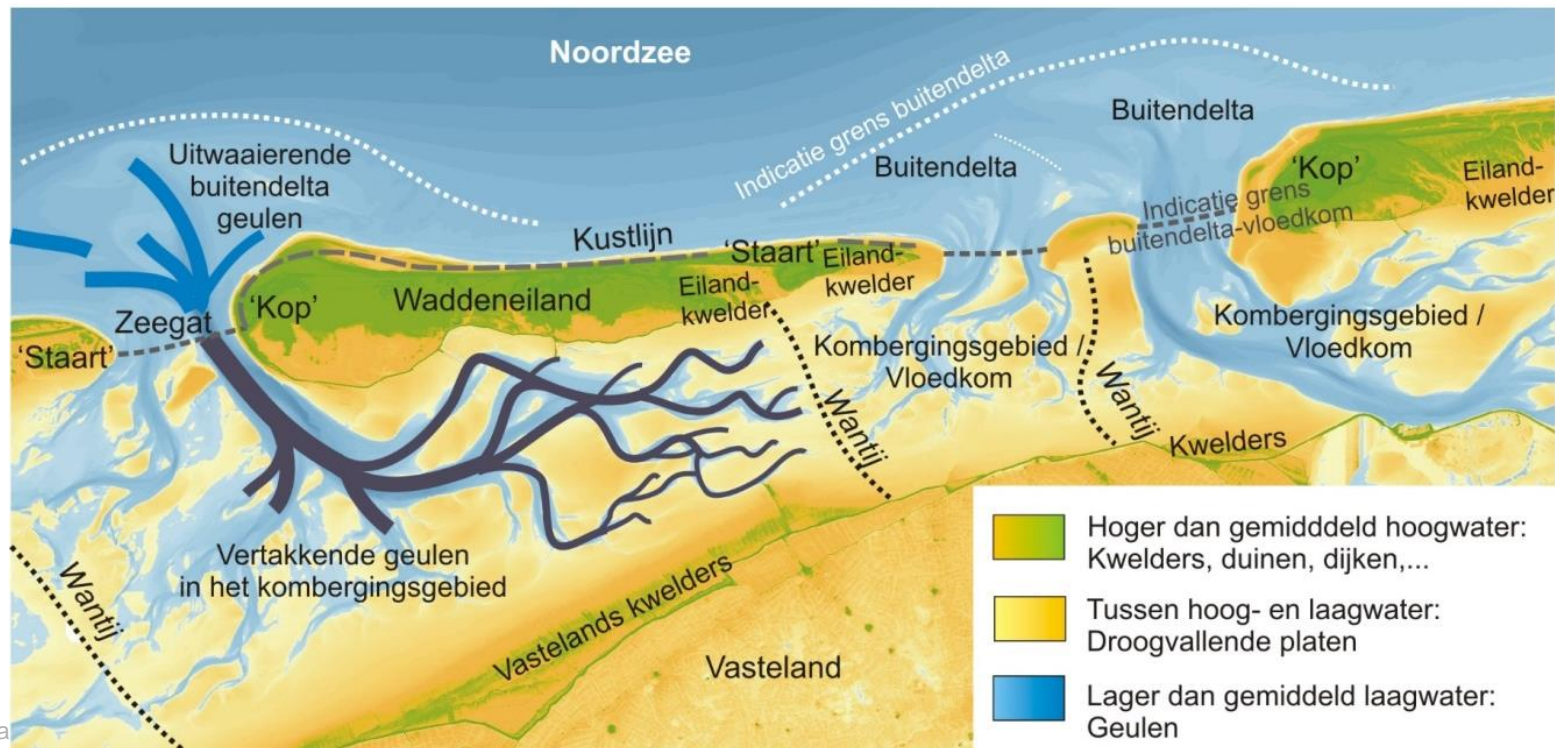 Noordzee
Indicatie grens buitendelta
Buitendelta
Uitwaaierende
buitendelta
geulen
Buitendelta
'Kop'
Eiland-
kwelder
Indicatie grens
buitendelta-vloedkom
Kustlijn
'Staart'
Eiland-
kwelder
Eiland-
kwelder
Waddeneiland
'Kop'
Zeegat
'Staart'
Kombergingsgebied /
Vloedkom
Kombergingsgebied /
Vloedkom
Wantij
Wantij
Kwelders
Vertakkende geulen
in het kombergingsgebied
Wantij
Vastelands kwelders
Vasteland
Hoger dan gemidddeld hoogwater:
Kwelders, duinen, dijken,...
Tussen hoog- en laagwater:
Droogvallende platen
Lager dan gemiddeld laagwater:
Geulen